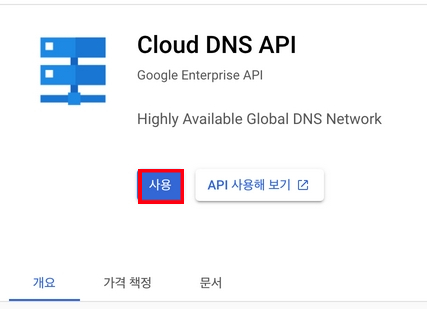 Cloud DNS API
Google Enterprise API
Highly Available Global DNS Network
사용 API 사용해 보기
개요 가격 책정 문서